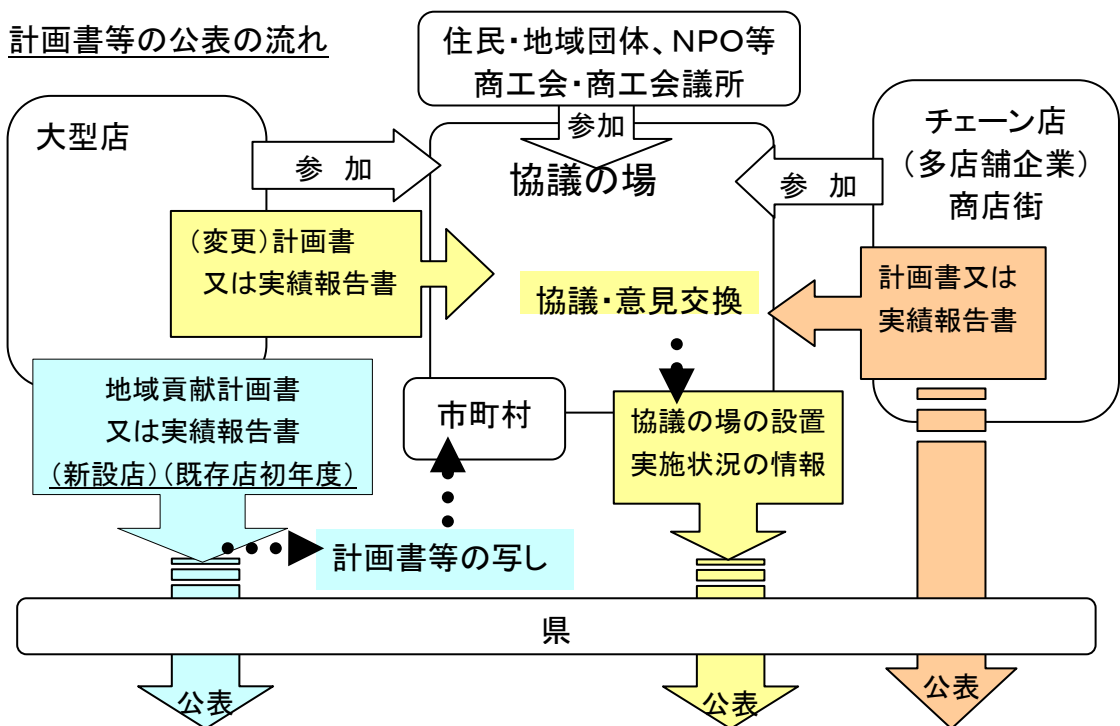 計画書等の公表の流れ
住民・地域団体、NPO等
商工会・商工会議所
大型店
参加
チェーン店
（多店舗企業）
商店街
参 加
協議の場
参 加
（変更）計画書
又は実績報告書
協議・意見交換
計画書又は
実績報告書
地域貢献計画書
又は実績報告書
（新設店）（既存店初年度）
市町村
協議の場の設置
実施状況の情報
計画書等の写し
県
公表
公表
公表